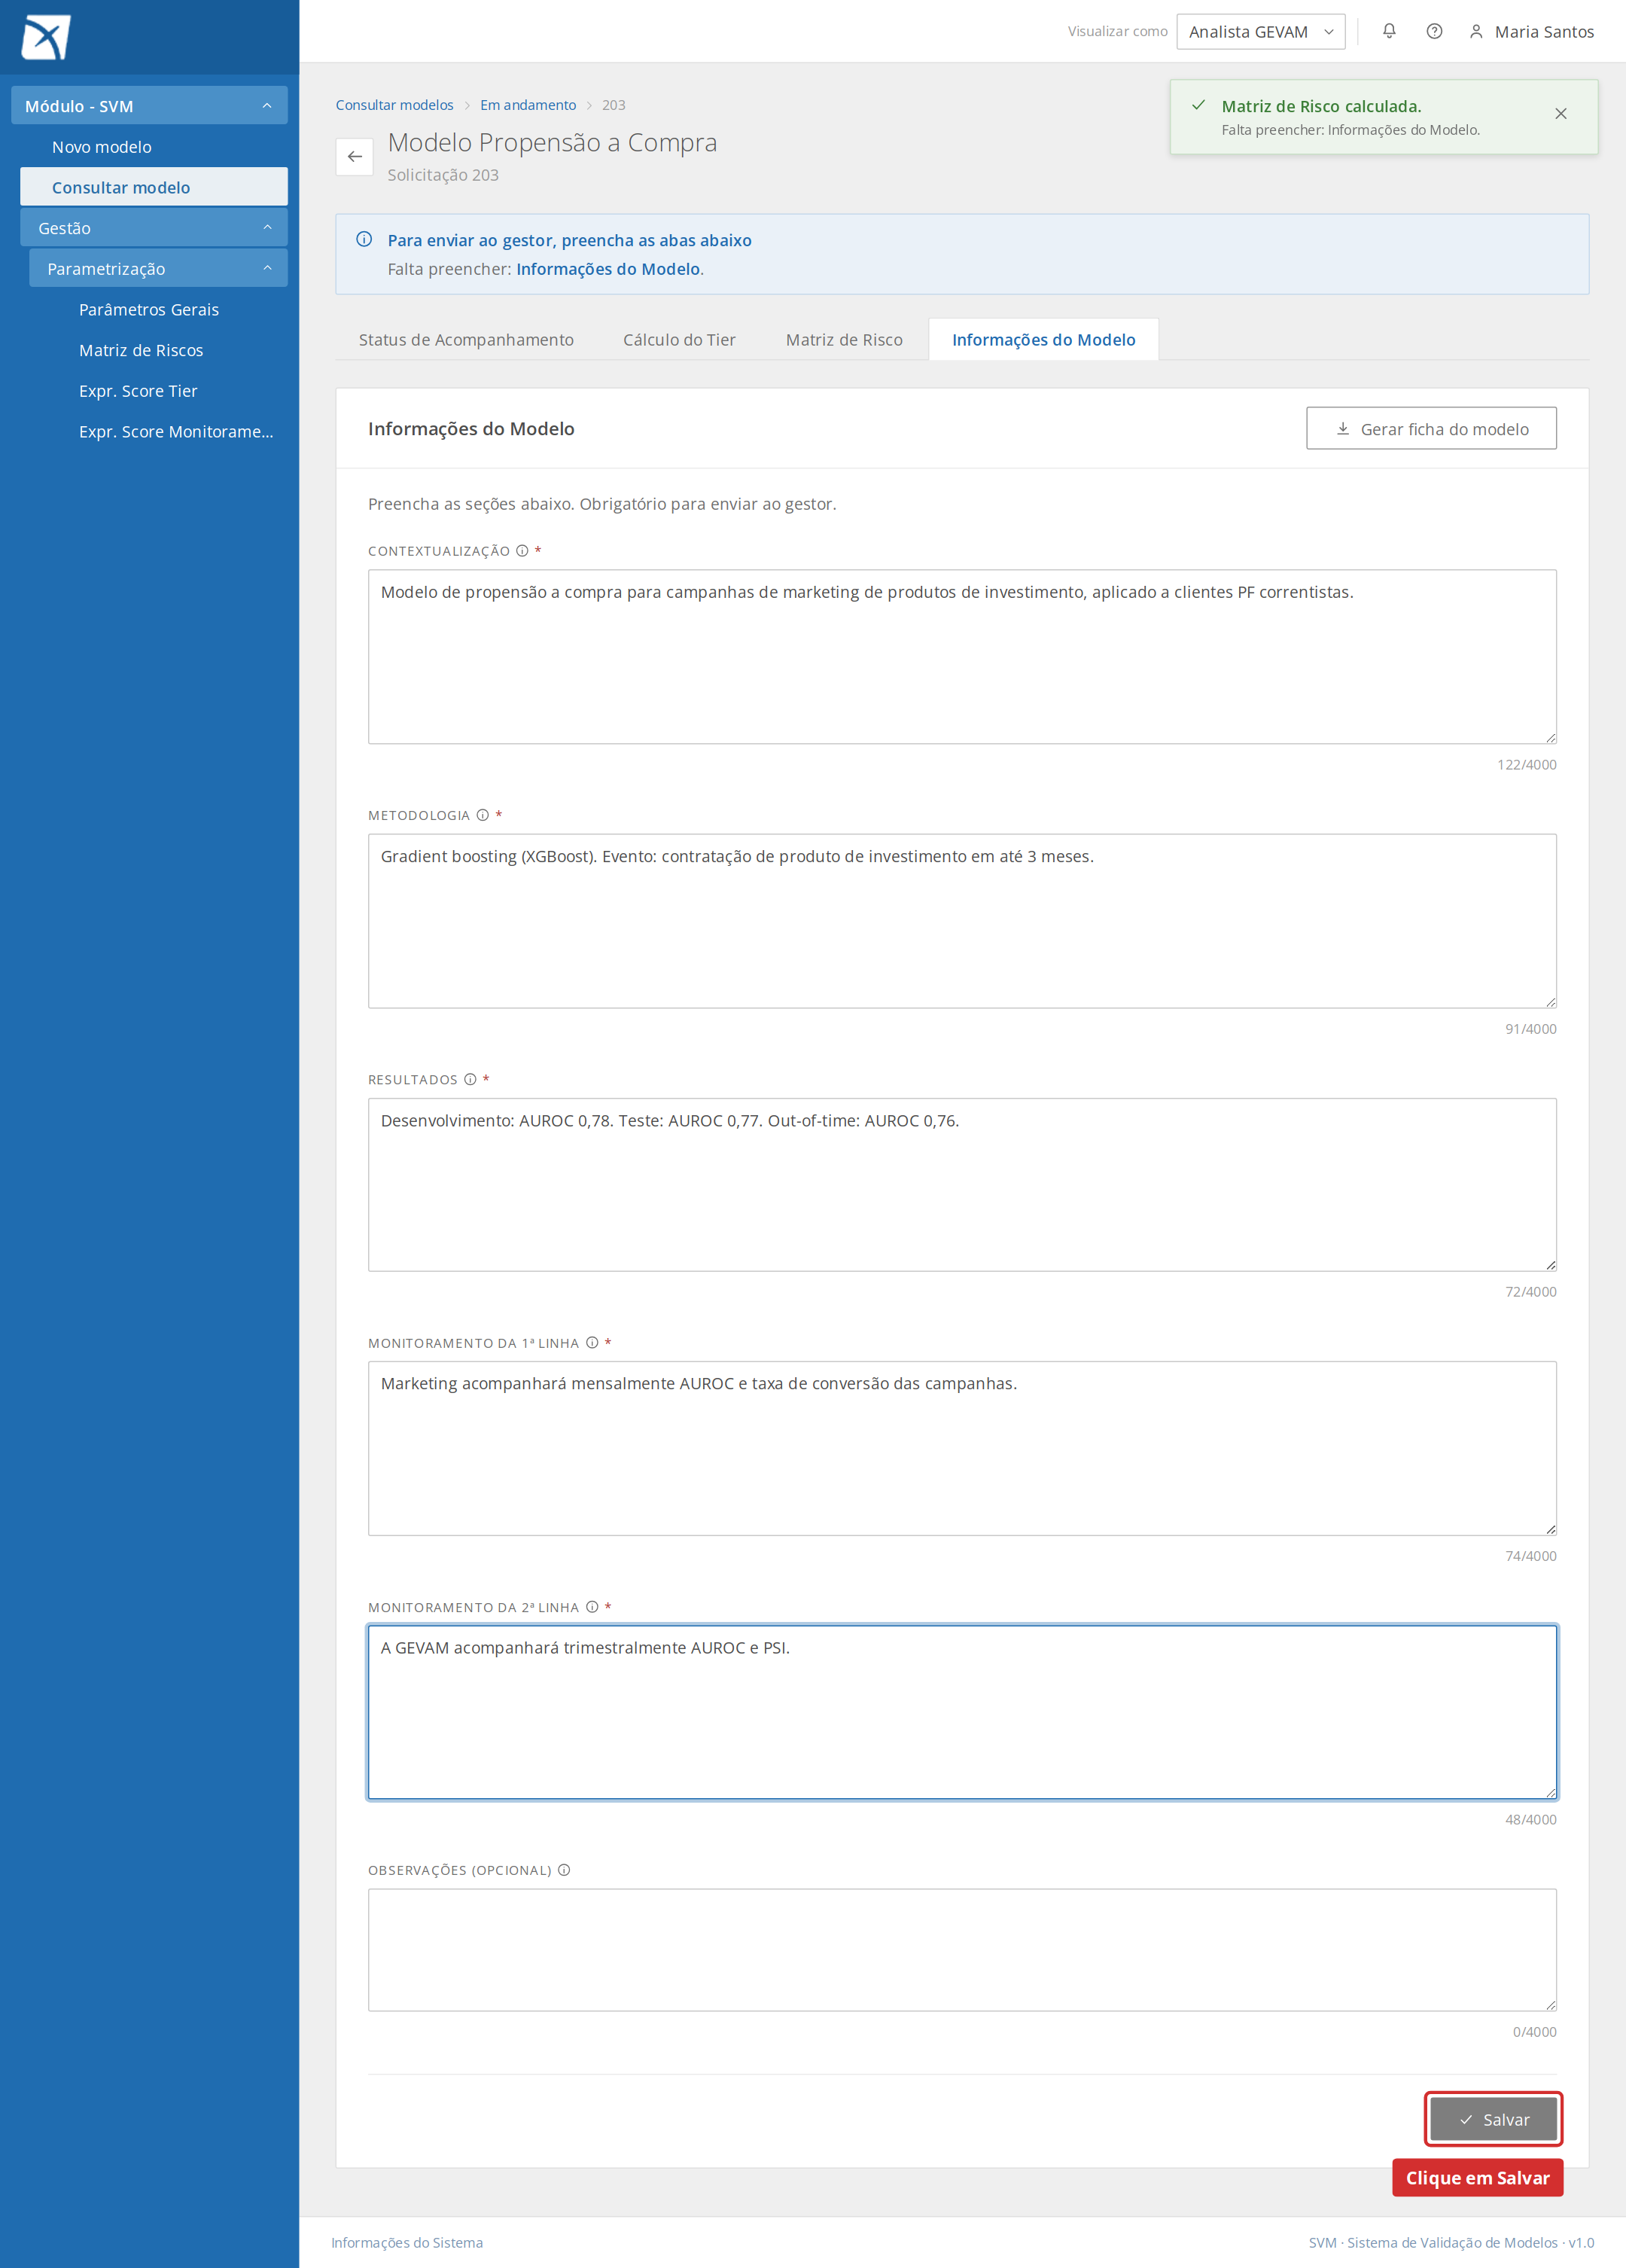 Visualizar como
Analista GEVAM
Maria Santos
Módulo - SVM
Novo modelo
Consultar modelo
Gestão
Parametrização
Parâmetros Gerais
Matriz de Riscos
Expr. Score Tier
Expr. Score Monitorame...
Matriz de Risco calculada.
Falta preencher: Informações do Modelo.
Consultar modelos > Em andamento > 203
Modelo Propensão a Compra
Solicitação 203
Para enviar ao gestor, preencha as abas abaixo
Falta preencher: Informações do Modelo.
Status de Acompanhamento
Cálculo do Tier
Matriz de Risco
Informações do Modelo
Informações do Modelo
Gerar ficha do modelo
Preencha as seções abaixo. Obrigatório para enviar ao gestor.
CONTEXTUALIZAÇÃO *
Modelo de propensão a compra para campanhas de marketing de produtos de investimento, aplicado a clientes PF correntistas.
122/4000
METODOLOGIA *
Gradient boosting (XGBoost). Evento: contratação de produto de investimento em até 3 meses.
91/4000
RESULTADOS *
Desenvolvimento: AUROC 0,78. Teste: AUROC 0,77. Out-of-time: AUROC 0,76.
72/4000
MONITORAMENTO DA 1ª LINHA *
Marketing acompanhará mensalmente AUROC e taxa de conversão das campanhas.
74/4000
MONITORAMENTO DA 2ª LINHA *
A GEVAM acompanhará trimestralmente AUROC e PSI.
48/4000
OBSERVAÇÕES (OPCIONAL)
0/4000
Salvar
Clique em Salvar
Informações do Sistema
SVM · Sistema de Validação de Modelos · v1.0